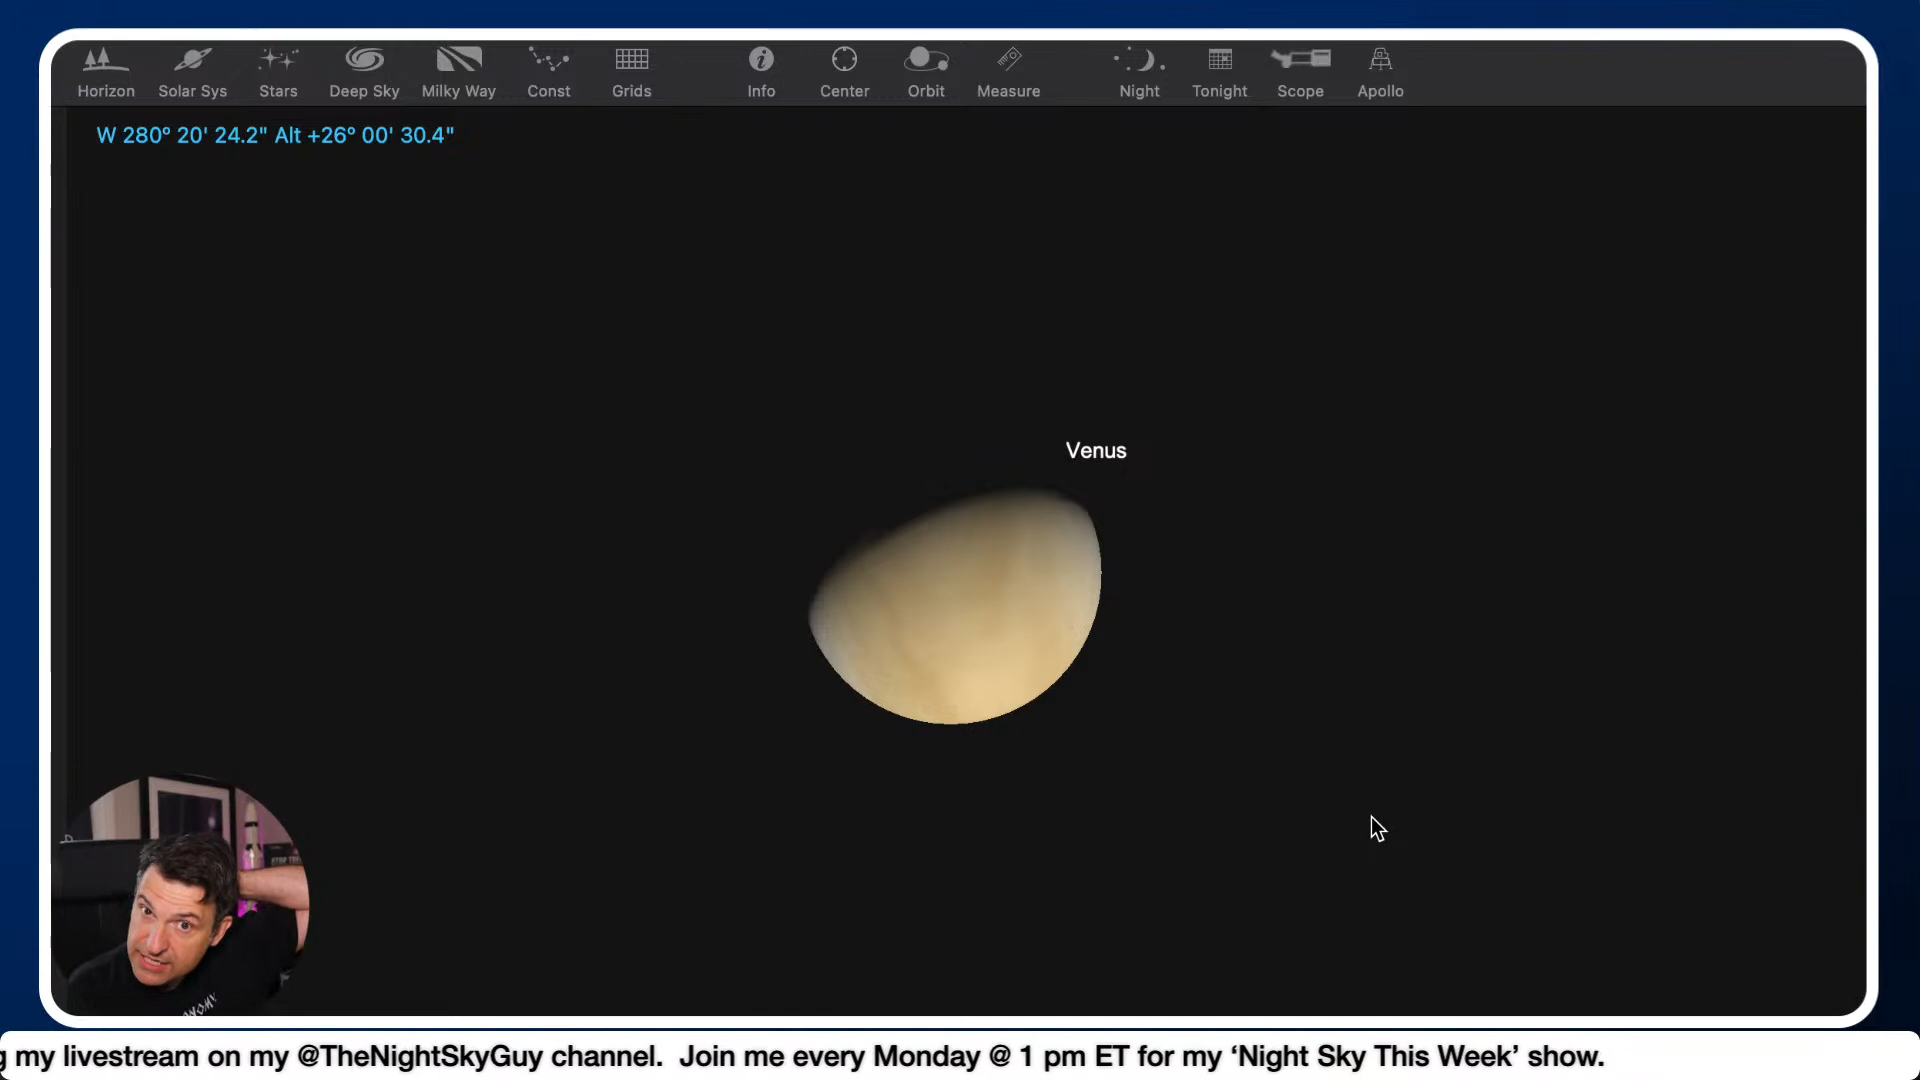 Horizon Solar Sys Stars Deep Sky Milky Way Const Grids Info Center Orbit Measure Night Tonight Scope Apollo
W 280° 20' 24.2" Alt +26° 00' 30.4"
Venus
my livestream on my @TheNightSkyGuy channel. Join me every Monday @ 1 pm ET for my ‘Night Sky This Week’ show.